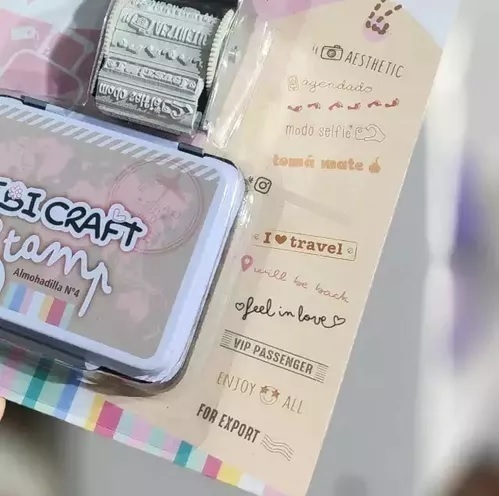 AESTHETIC
agendado
modo selfie
tomá mate
I ♥ travel
will be back
feel in love
VIP PASSENGER
ENJOY ALL
FOR EXPORT
IBI CRAFT
Stamp
Almohadilla N°4